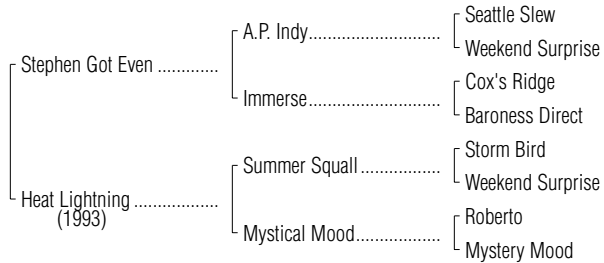 Seattle Slew
A.P. Indy
Weekend Surprise
Stephen Got Even
Cox's Ridge
Immerse
Baroness Direct
Storm Bird
Summer Squall
Weekend Surprise
Heat Lightning
(1993)
Roberto
Mystical Mood
Mystery Mood